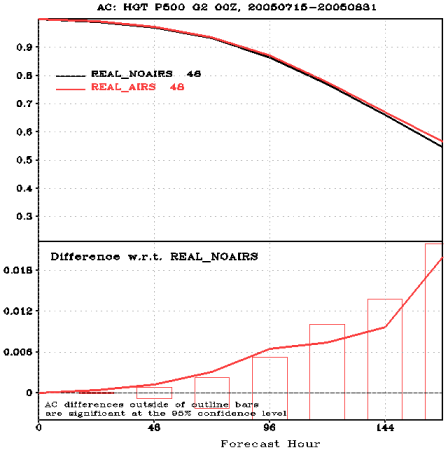 AC: HGT P500 G2 00Z, 20050715-20050831
0.9
REAL_NOAIRS 48
REAL_AIRS 48
0.8
0.7
0.6
0.5
0.4
0.3
Difference w.r.t. REAL_NOAIRS
0.018
0.012
0.006
0
AC differences outside of outline bars
are significant at the 95% confidence level
0 48 96 144
Forecast Hour